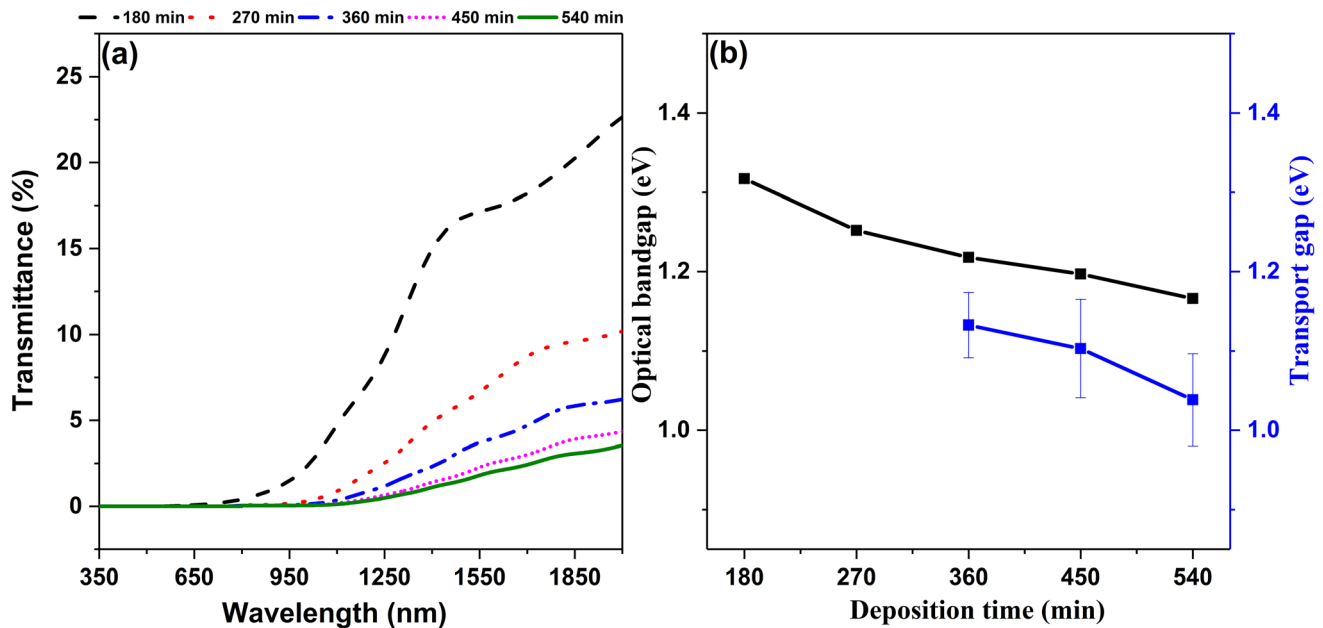 180 min 270 min 360 min 450 min 540 min
(a)
Transmittance (%)
25
20
15
10
5
0
350 650 950 1250 1550 1850
Wavelength (nm)
(b)
Optical bandgap (eV)
1.4
1.2
1.0
180 270 360 450 540
Deposition time (min)
1.4
1.2
1.0
Transport gap (eV)